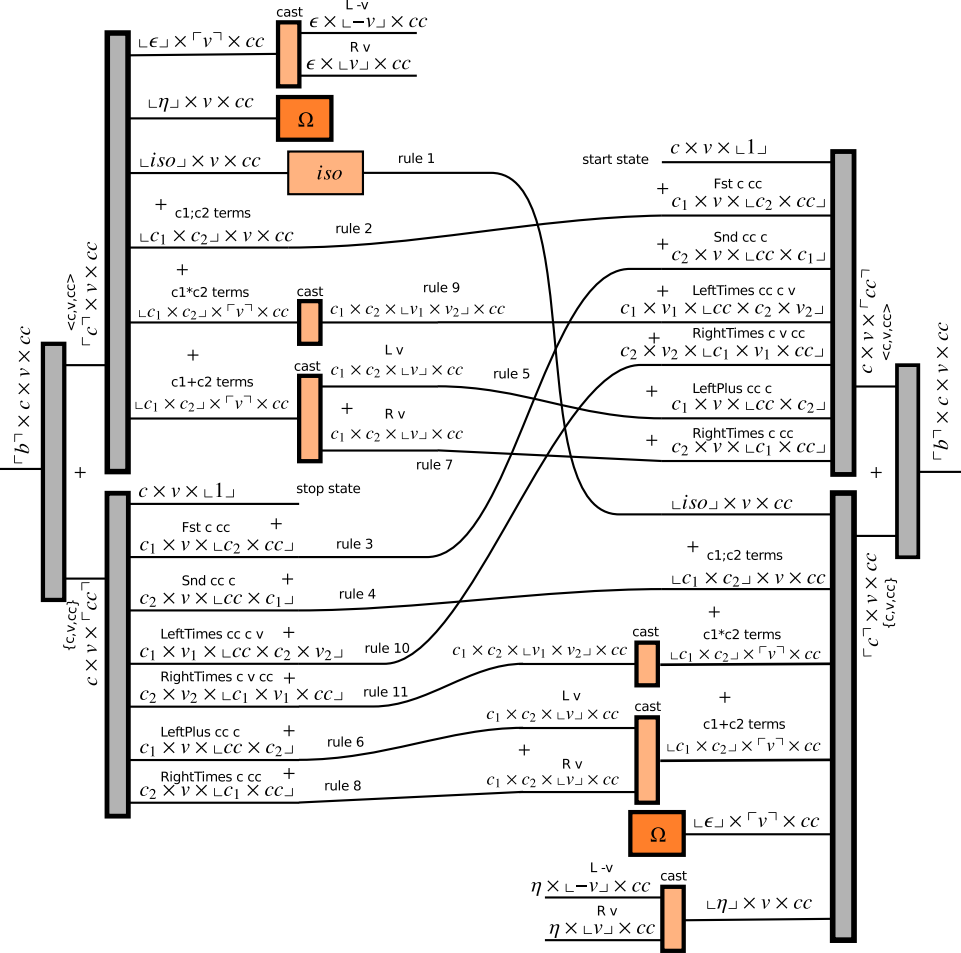 L -v
cast
ϵ × ⌞−v⌟ × cc
⌞ϵ⌟ × ⌜v⌝ × cc
R v
ϵ × ⌞v⌟ × cc
⌞η⌟ × v × cc
Ω
⌞iso⌟ × v × cc
iso
rule 1
+
c1;c2 terms
⌞c₁ × c₂⌟ × v × cc
rule 2
+
c1*c2 terms
⌞c₁ × c₂⌟ × ⌜v⌝ × cc
cast
rule 9
c₁ × c₂ × ⌞v₁ × v₂⌟ × cc
+
c1+c2 terms
⌞c₁ × c₂⌟ × ⌜v⌝ × cc
cast
L v
c₁ × c₂ × ⌞v⌟ × cc
rule 5
+
R v
c₁ × c₂ × ⌞v⌟ × cc
rule 7
<c,v,cc>
⌜c⌝ × v × cc
⌜b⌝ × c × v × cc
+
{c,v,cc}
c × v × ⌜cc⌝
c × v × ⌞1⌟
stop state
Fst c cc
+
c₁ × v × ⌞c₂ × cc⌟
rule 3
Snd cc c
+
c₂ × v × ⌞cc × c₁⌟
rule 4
LeftTimes cc c v
+
c₁ × v₁ × ⌞cc × c₂ × v₂⌟
rule 10
RightTimes c v cc
+
c₂ × v₂ × ⌞c₁ × v₁ × cc⌟
rule 11
LeftPlus cc c
+
c₁ × v × ⌞cc × c₂⌟
rule 6
RightTimes c cc
+
c₂ × v × ⌞c₁ × cc⌟
rule 8
start state
c × v × ⌞1⌟
+
Fst c cc
c₁ × v × ⌞c₂ × cc⌟
+
Snd cc c
c₂ × v × ⌞cc × c₁⌟
+
LeftTimes cc c v
c₁ × v₁ × ⌞cc × c₂ × v₂⌟
+
RightTimes c v cc
c₂ × v₂ × ⌞c₁ × v₁ × cc⌟
+
LeftPlus cc c
c₁ × v × ⌞cc × c₂⌟
+
RightTimes c cc
c₂ × v × ⌞c₁ × cc⌟
c × v × ⌜cc⌝
<c,v,cc>
⌜b⌝ × c × v × cc
+
⌜c⌝ × v × cc
{c,v,cc}
⌞iso⌟ × v × cc
+
c1;c2 terms
⌞c₁ × c₂⌟ × v × cc
+
c1*c2 terms
cast
c₁ × c₂ × ⌞v₁ × v₂⌟ × cc
⌞c₁ × c₂⌟ × ⌜v⌝ × cc
+
L v
cast
c₁ × c₂ × ⌞v⌟ × cc
c1+c2 terms
⌞c₁ × c₂⌟ × ⌜v⌝ × cc
+
R v
c₁ × c₂ × ⌞v⌟ × cc
Ω
⌞ϵ⌟ × ⌜v⌝ × cc
L -v
cast
η × ⌞−v⌟ × cc
⌞η⌟ × v × cc
R v
η × ⌞v⌟ × cc